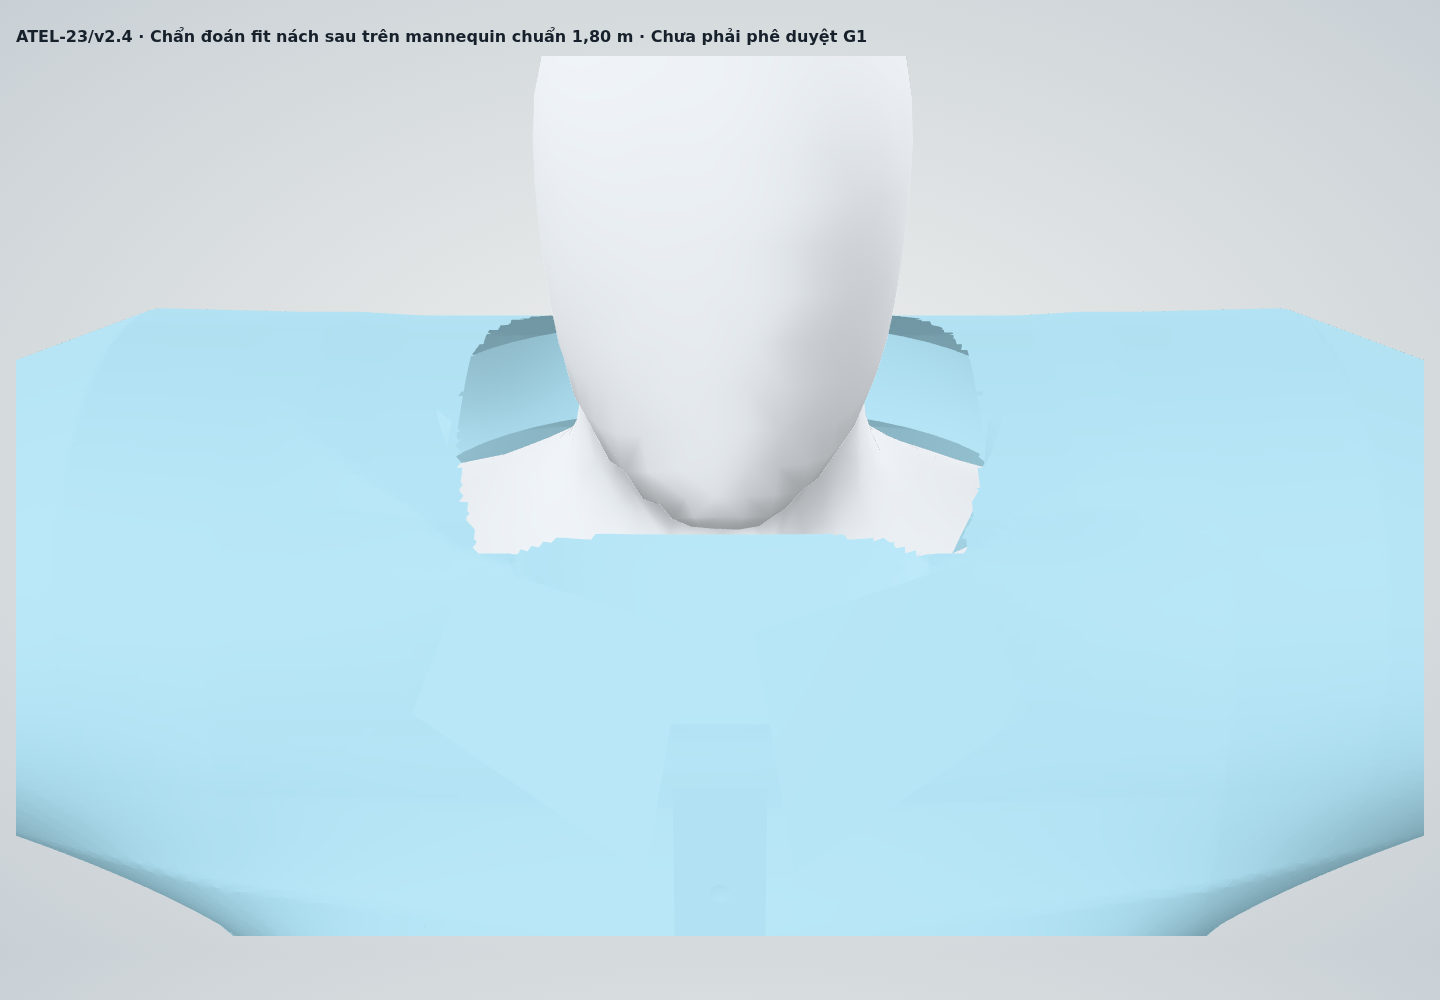 ATEL-23/v2.4 · Chẩn đoán fit nách sau trên mannequin chuẩn 1,80 m · Chưa phải phê duyệt G1